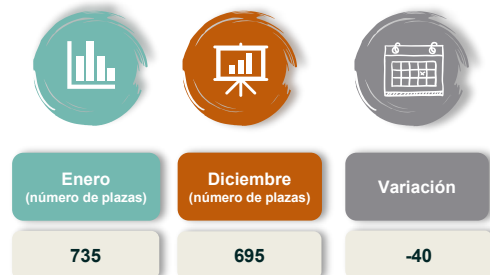 Enero
(número de plazas)
Diciembre
(número de plazas)
Variación
735
695
-40